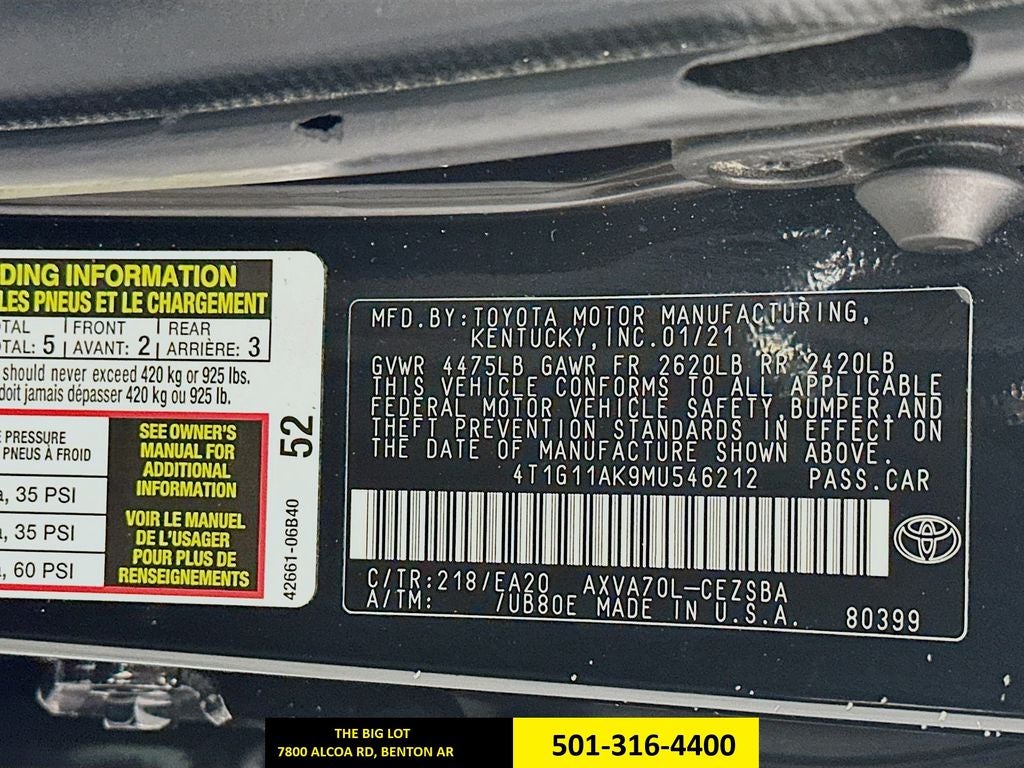 DING INFORMATION
LES PNEUS ET LE CHARGEMENT
OTAL FRONT REAR
OTAL: 5 AVANT: 2 ARRIÈRE: 3
should never exceed 420 kg or 925 lbs.
doit jamais dépasser 420 kg ou 925 lb.
E PRESSURE
PNEUS À FROID
a, 35 PSI
a, 35 PSI
a, 60 PSI
SEE OWNER'S
MANUAL FOR
ADDITIONAL
INFORMATION
VOIR LE MANUEL
DE L'USAGER
POUR PLUS DE
RENSEIGNEMENTS
52
42661-06B40
MFD.BY:TOYOTA MOTOR MANUFACTURING,
KENTUCKY,INC.01/21
GVWR 4475LB GAWR FR 2620LB RR 2420LB
THIS VEHICLE CONFORMS TO ALL APPLICABLE
FEDERAL MOTOR VEHICLE SAFETY,BUMPER,AND
THEFT PREVENTION STANDARDS IN EFFECT ON
THE DATE OF MANUFACTURE SHOWN ABOVE.
4T1G11AK9MU546212 PASS.CAR
C/TR:218/EA20 AXVA70L-CEZSBA
A/TM: /UB80E MADE IN U.S.A. 80399
THE BIG LOT
7800 ALCOA RD, BENTON AR
501-316-4400